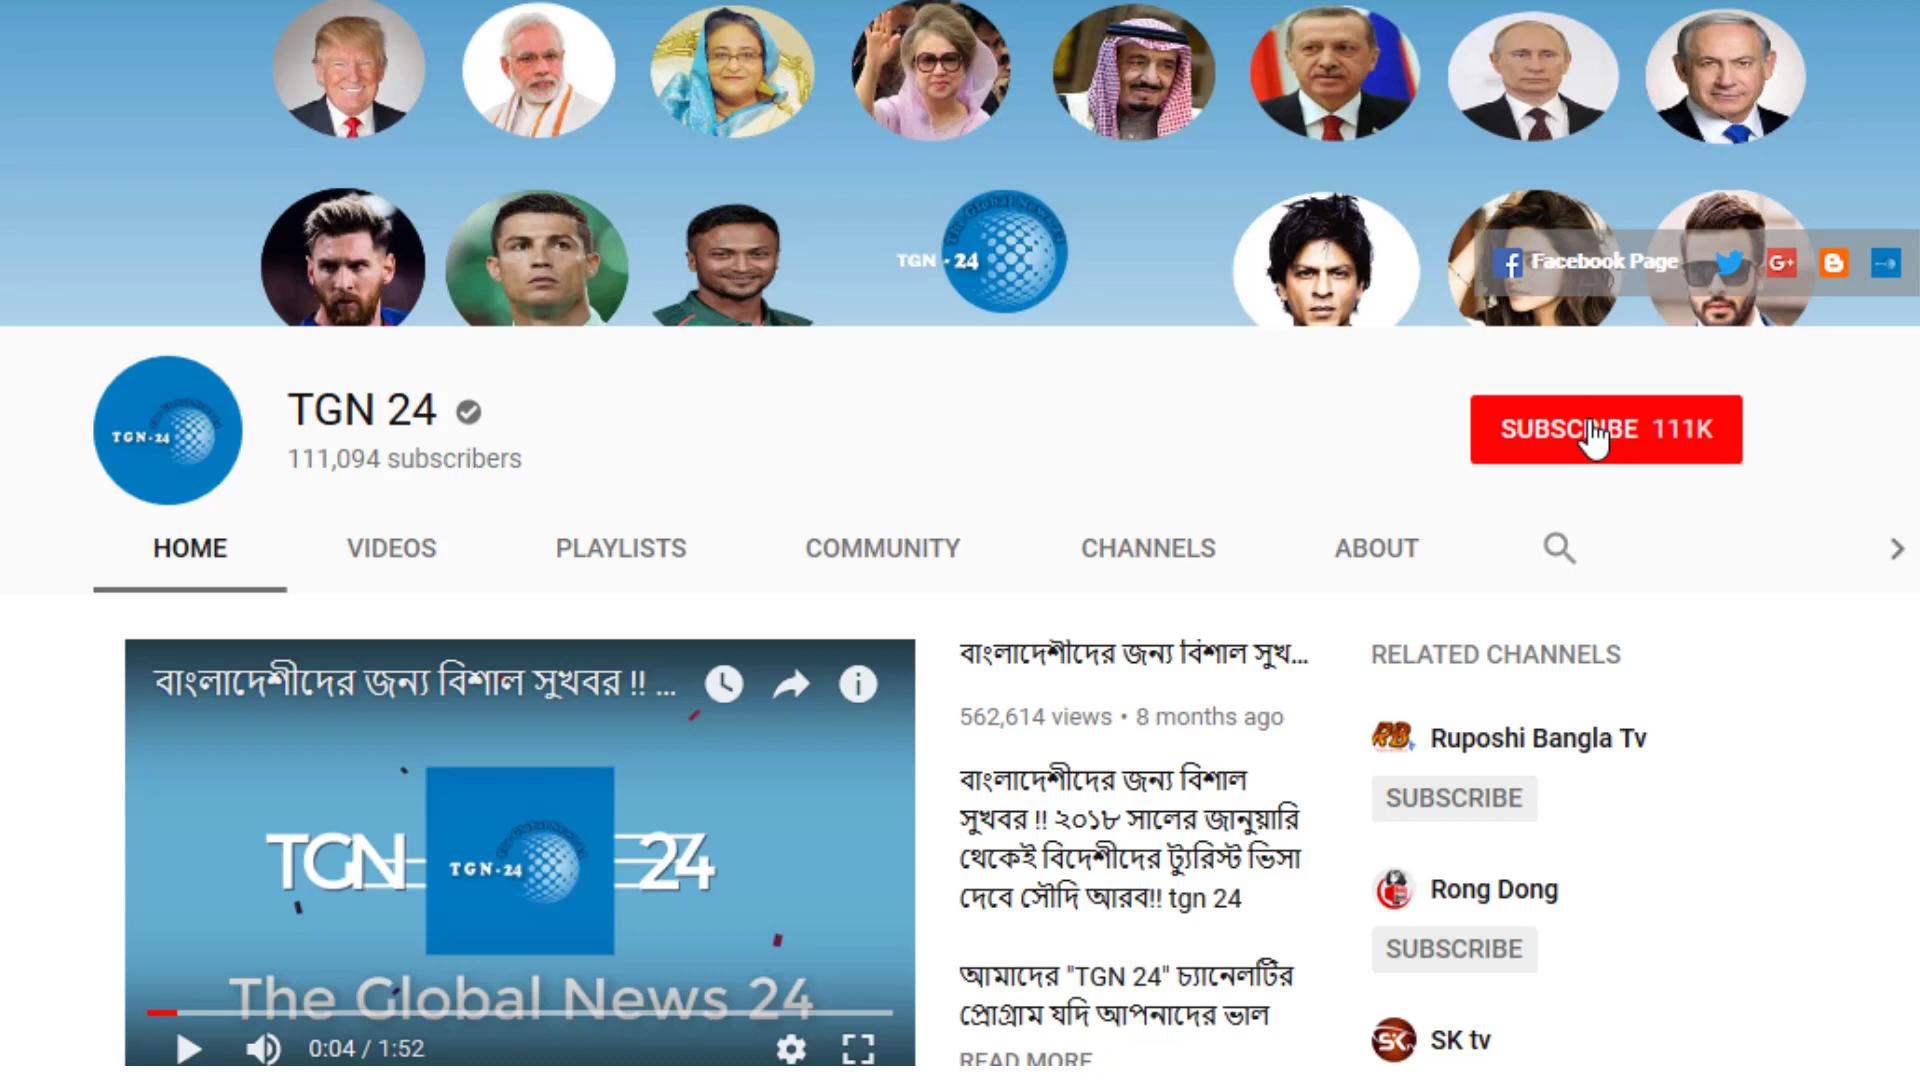 TGN - 24
Facebook Page
TGN 24
111,094 subscribers
SUBSCRIBE 111K
HOME
VIDEOS
PLAYLISTS
COMMUNITY
CHANNELS
ABOUT
বাংলাদেশীদের জন্য বিশাল সুখবর !! ...
TGN
TGN-24
24
The Global News 24
0:04 / 1:52
বাংলাদেশীদের জন্য বিশাল সুখ...
562,614 views • 8 months ago
বাংলাদেশীদের জন্য বিশাল
সুখবর !! ২০১৮ সালের জানুয়ারি
থেকেই বিদেশীদের ট্যুরিস্ট ভিসা
দেবে সৌদি আরব!! tgn 24
আমাদের "TGN 24" চ্যানেলটির
প্রোগ্রাম যদি আপনাদের ভাল
READ MORE
RELATED CHANNELS
Ruposhi Bangla Tv
SUBSCRIBE
Rong Dong
SUBSCRIBE
SK tv